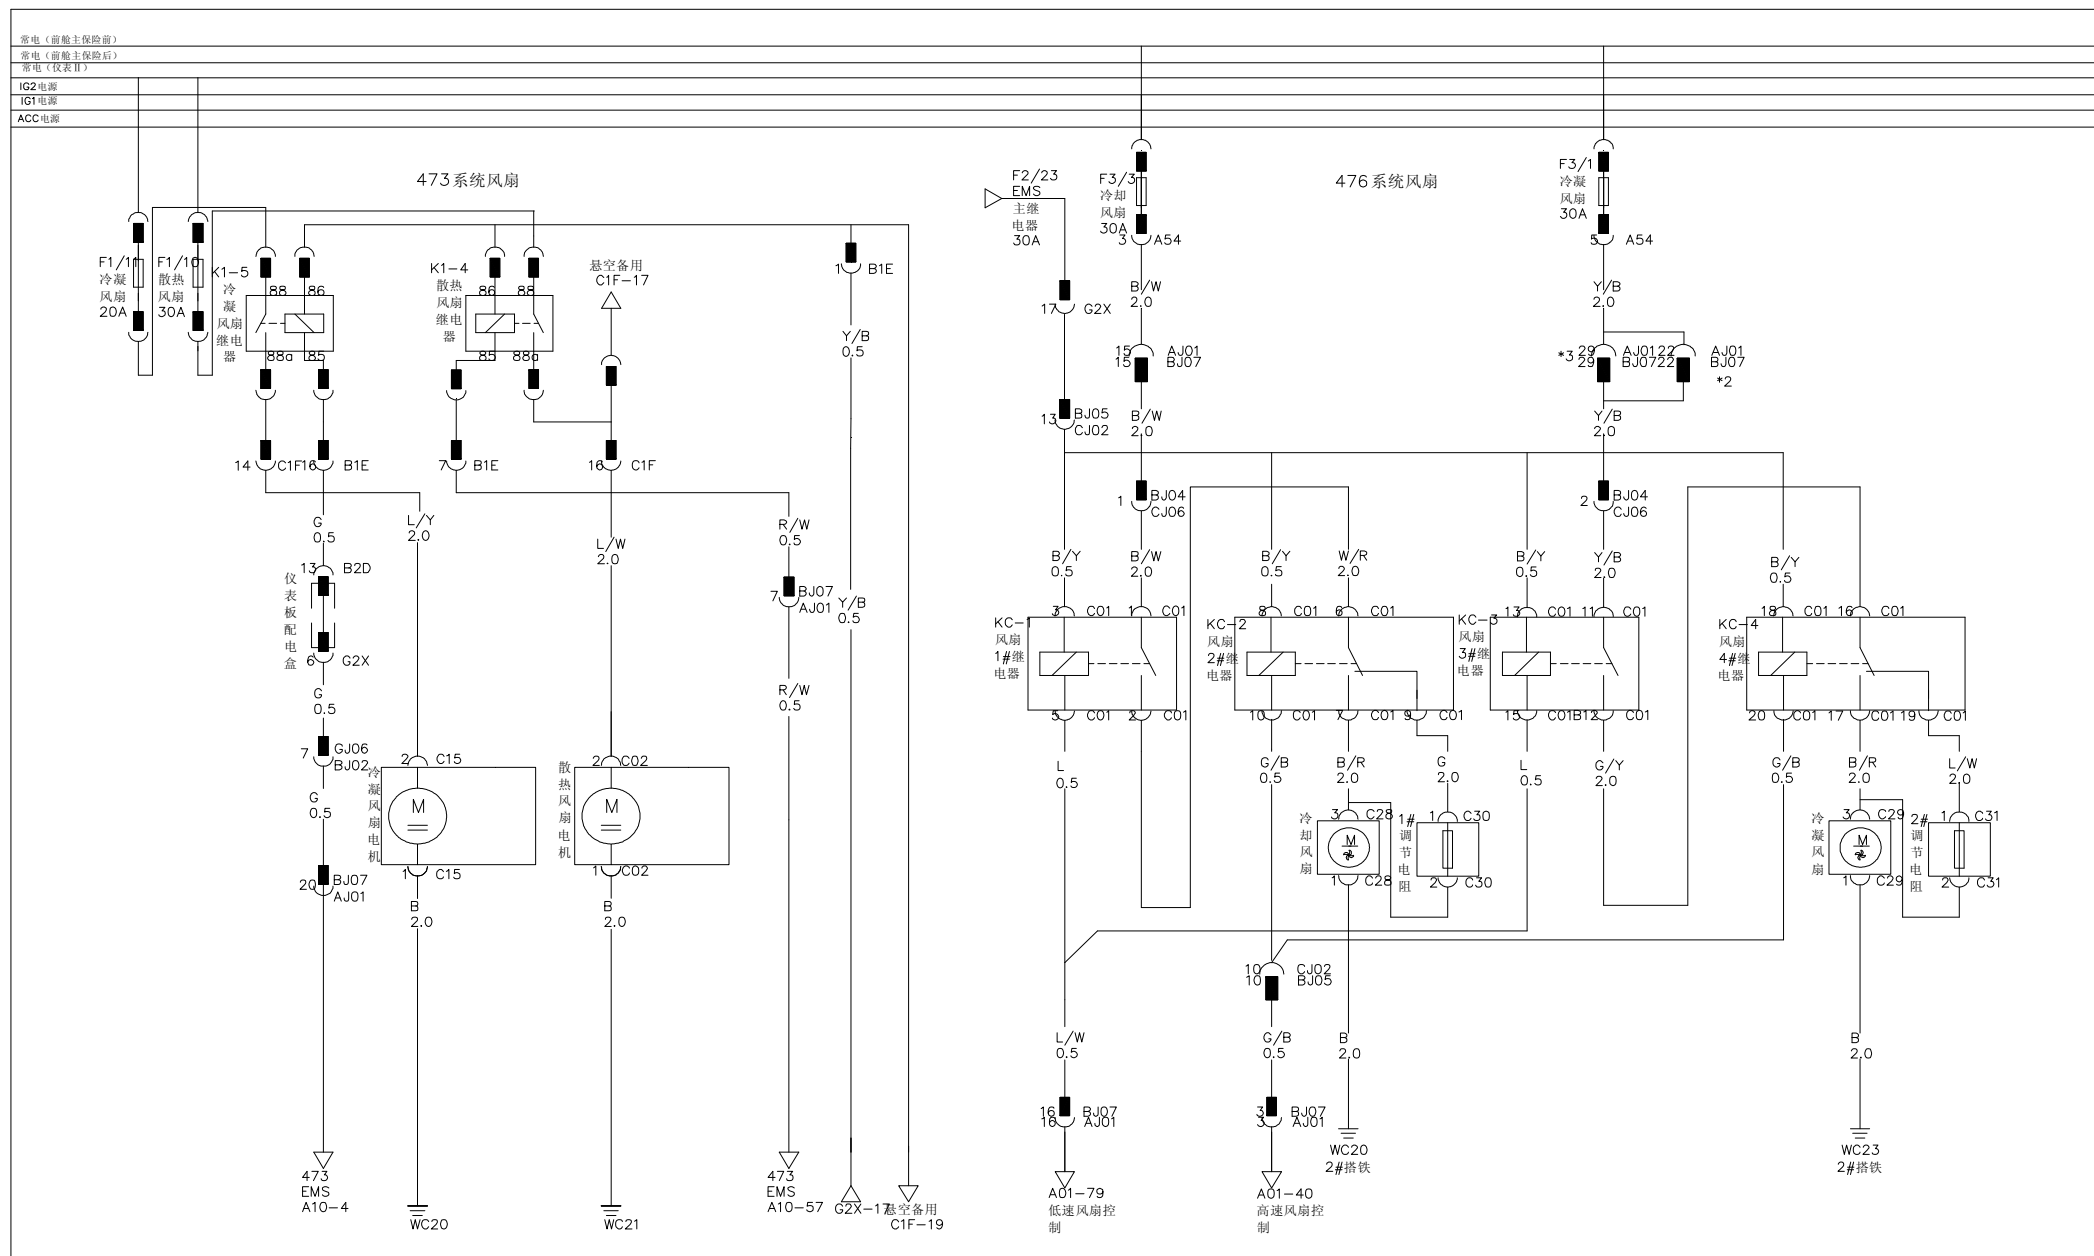 常电（前舱主保险前）
常电（前舱主保险后）
常电（仪表Ⅱ）
IG2电源
IG1电源
ACC电源
473系统风扇
476系统风扇
F1/11
冷凝
风扇
20A
F1/10
散热
风扇
30A
K1-5
冷
凝
风扇
继电
器
88
86
88a
85
K1-4
散热
风扇
继电
器
86
88
85
88a
悬空备用
C1F-17
1
B1E
Y/B
0.5
14
C1F
16
B1E
7
B1E
16
C1F
G
0.5
L/Y
2.0
L/W
2.0
R/W
0.5
13
B2D
仪
表
板
配
电
盒
6
G2X
7
BJ07
AJ01
Y/B
0.5
G
0.5
R/W
0.5
7
GJ06
BJ02
G
0.5
20
BJ07
AJ01
2
C15
冷
凝
风
扇
电
机
M
1
C15
B
2.0
2
C02
散
热
风
扇
电
机
M
1
C02
B
2.0
473
EMS
A10-4
WC20
WC21
473
EMS
A10-57
G2X-17
悬空备用
C1F-19
F2/23
EMS
主继
电器
30A
F3/3
冷却
风扇
30A
3
A54
F3/1
冷凝
风扇
30A
5
A54
B/W
2.0
Y/B
2.0
17
G2X
15
AJ01
15
BJ07
*3
29
AJ01
29
BJ07
22
AJ01
22
BJ07
*2
13
BJ05
CJ02
B/W
2.0
Y/B
2.0
1
BJ04
CJ06
2
BJ04
CJ06
B/Y
0.5
B/W
2.0
B/Y
0.5
W/R
2.0
B/Y
0.5
Y/B
2.0
B/Y
0.5
3
C01
1
C01
8
C01
6
C01
13
C01
11
C01
18
C01
16
C01
KC-1
风扇
1#继
电器
KC-2
风扇
2#继
电器
KC-3
风扇
3#继
电器
KC-4
风扇
4#继
电器
5
C01
2
C01
10
C01
7
C01
9
C01
15
C01
B12
C01
20
C01
17
C01
19
C01
L
0.5
G/B
0.5
B/R
2.0
G
2.0
L
0.5
G/Y
2.0
G/B
0.5
B/R
2.0
L/W
2.0
冷
却
风
扇
3
C28
M
1
C28
1#
调
节
电
阻
1
C30
2
C30
冷
凝
风
扇
3
C29
M
1
C29
2#
调
节
电
阻
1
C31
2
C31
10
CJ02
10
BJ05
L/W
0.5
G/B
0.5
B
2.0
B
2.0
16
BJ07
16
AJ01
3
BJ07
3
AJ01
A01-79
低速风扇控
制
A01-40
高速风扇控
制
WC20
2#搭铁
WC23
2#搭铁